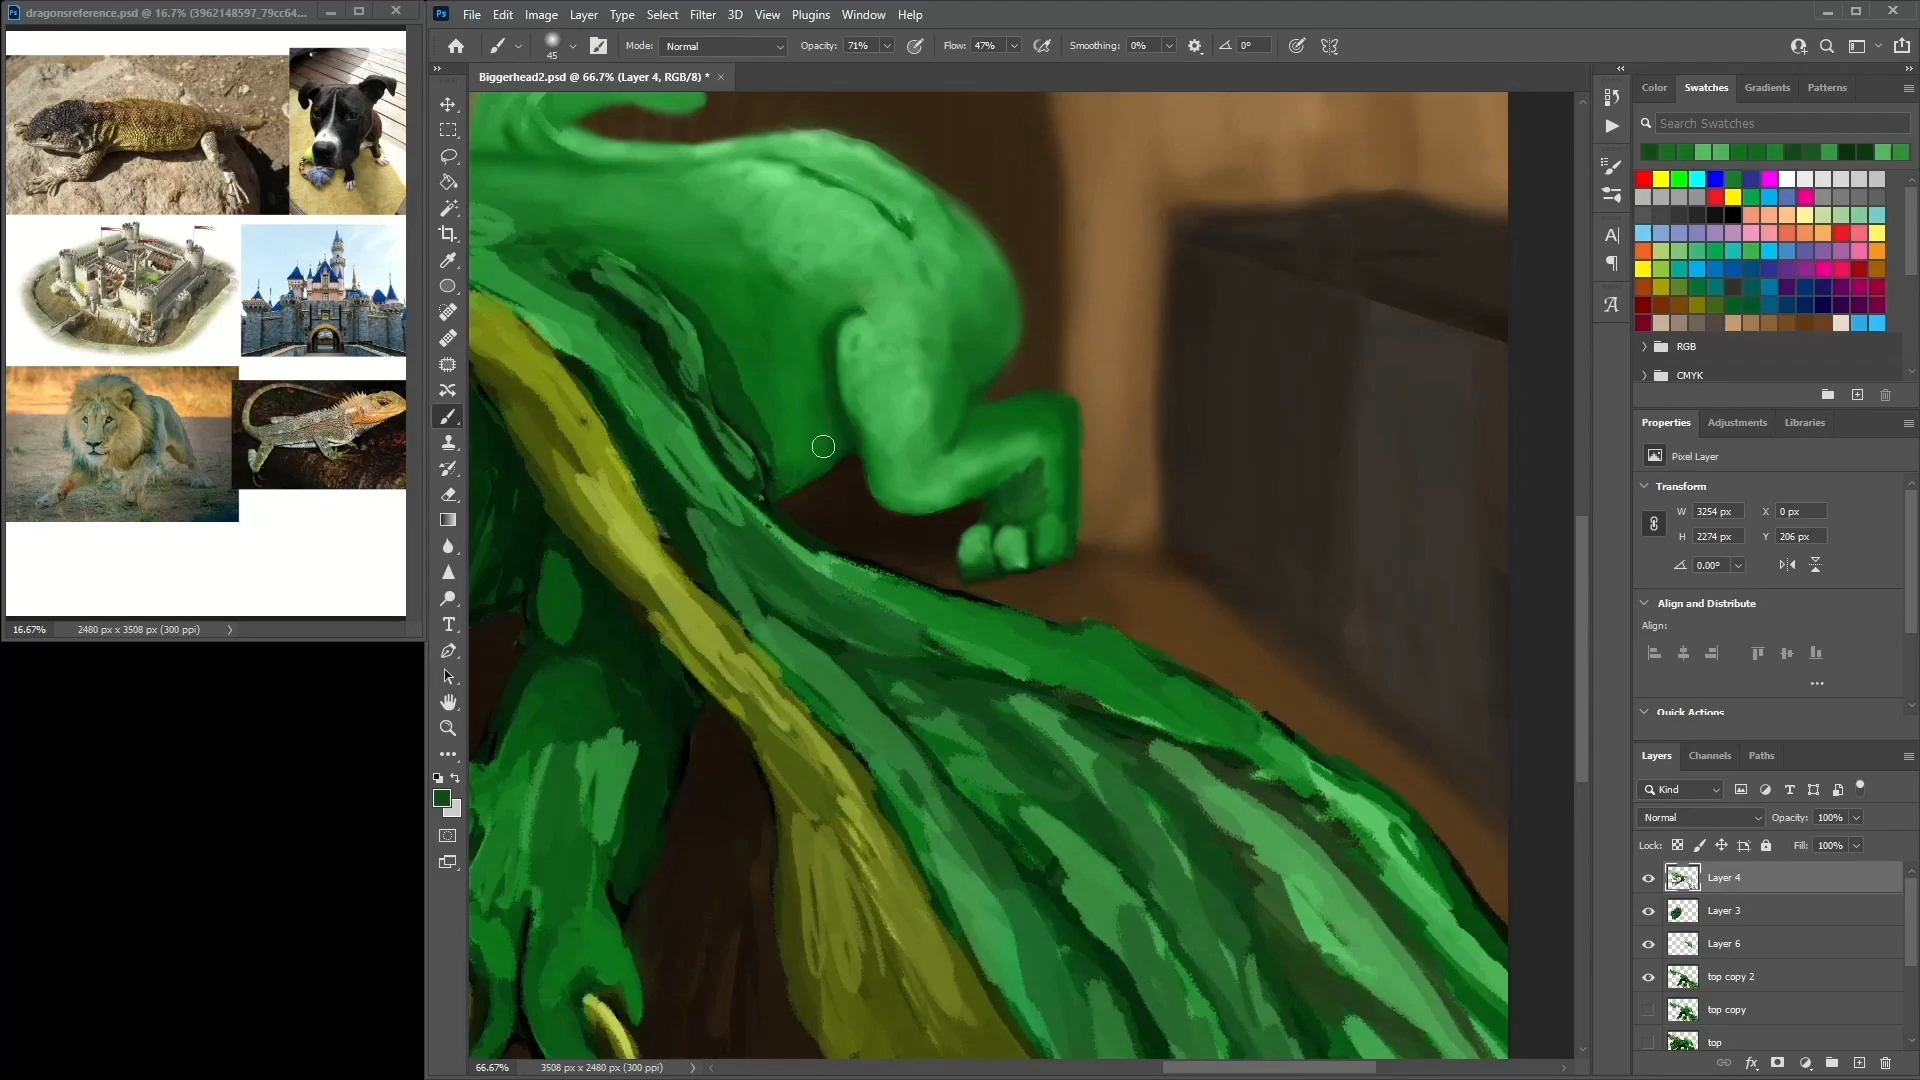 Ps dragonsreference.psd @ 16.7% (3962148597_79cc64...
16.67% 2480 px x 3508 px (300 ppi)
Ps File Edit Image Layer Type Select Filter 3D View Plugins Window Help
45 Mode: Normal Opacity: 71% Flow: 47% Smoothing: 0% 0°
Biggerhead2.psd @ 66.7% (Layer 4, RGB/8) *
66.67% 3508 px x 2480 px (300 ppi)
Color Swatches Gradients Patterns
Search Swatches
RGB
CMYK
Properties Adjustments Libraries
Pixel Layer
Transform
W 3254 px X 0 px
H 2274 px Y 206 px
0.00°
Align and Distribute
Align:
Quick Actions
Layers Channels Paths
Kind
Normal Opacity: 100%
Lock: Fill: 100%
Layer 4
Layer 3
Layer 6
top copy 2
top copy
top